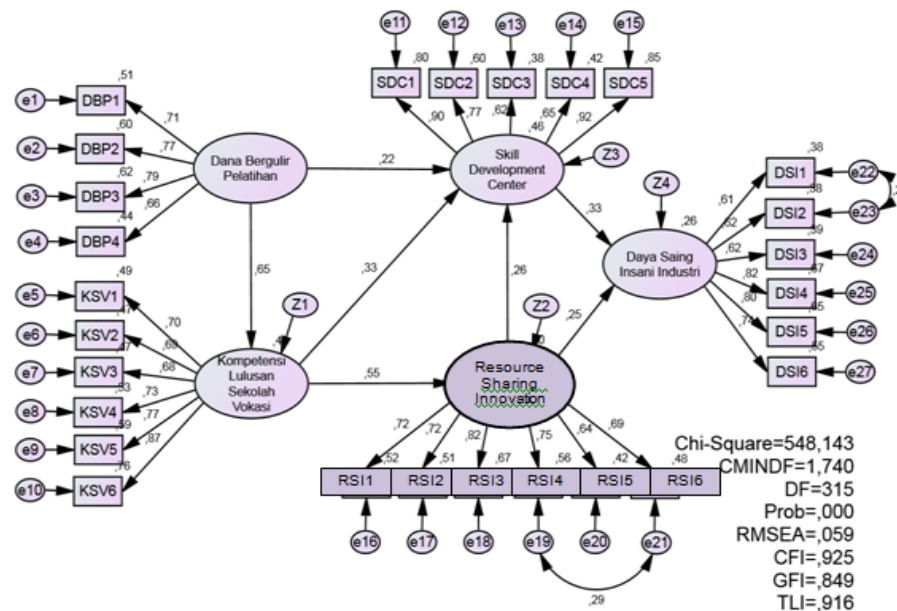 e11
e12
e13
e14
e15
,80
,60
,38
,42
,85
SDC1
SDC2
SDC3
SDC4
SDC5
,90
,77
,62
,65
,92
,46
Skill
Development
Center
Z3
e1
,51
DBP1
,71
e2
,60
DBP2
,77
e3
,62
DBP3
,79
e4
,44
DBP4
,66
Dana Bergulir
Pelatihan
,22
,65
,33
,33
,26
Z4
,26
Daya Saing
Insani Industri
,38
DSI1
e22
,61
DSI2
e23
DSI3
e24
,62
DSI4
e25
,82
,67
DSI5
e26
,80
,65
DSI6
e27
,74
e5
,49
KSV1
,70
e6
,47
KSV2
e7
KSV3
,68
e8
KSV4
,73
e9
,59
KSV5
,77
e10
,76
KSV6
,87
Z1
Kompetensi
Lulusan
Sekolah
Vokasi
,55
Z2
,25
Resource
Sharing
Innovation
,72
,72
,82
,75
,64
,69
,52
,51
,67
,56
,42
,48
RSI1
RSI2
RSI3
RSI4
RSI5
RSI6
e16
e17
e18
e19
e20
e21
,29
Chi-Square=548,143
CMINDF=1,740
DF=315
Prob=,000
RMSEA=,059
CFI=,925
GFI=,849
TLI=,916